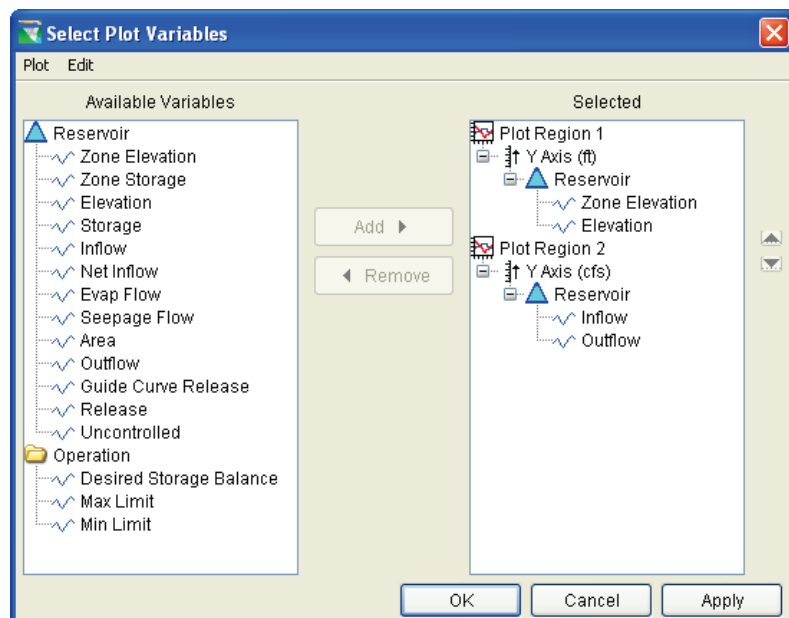 Select Plot Variables
Plot Edit
Available Variables
Reservoir
Zone Elevation
Zone Storage
Elevation
Storage
Inflow
Net Inflow
Evap Flow
Seepage Flow
Area
Outflow
Guide Curve Release
Release
Uncontrolled
Operation
Desired Storage Balance
Max Limit
Min Limit
Add
Remove
Selected
Plot Region 1
Y Axis (ft)
Reservoir
Zone Elevation
Elevation
Plot Region 2
Y Axis (cfs)
Reservoir
Inflow
Outflow
OK Cancel Apply